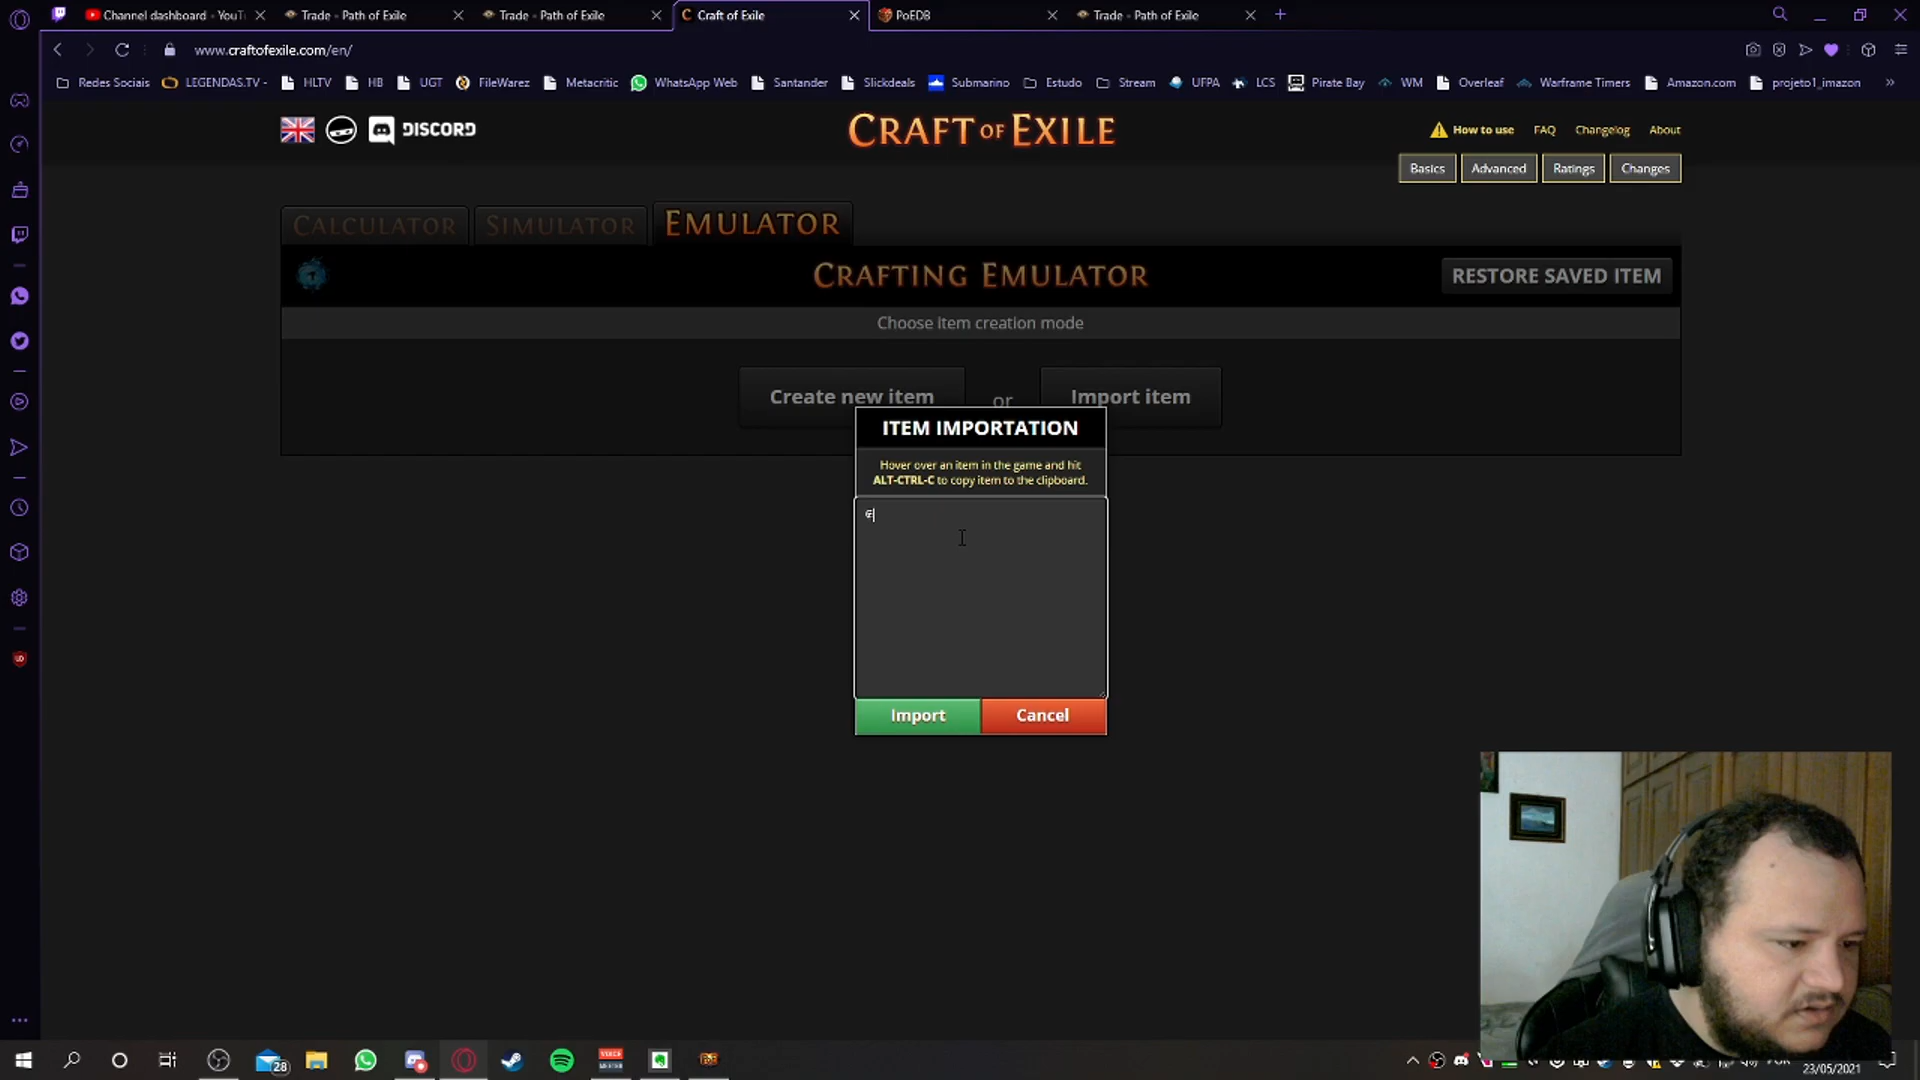 Channel dashboard - YouT
Trade - Path of Exile
Trade - Path of Exile
Craft of Exile
PoEDB
Trade - Path of Exile
www.craftofexile.com/en/
Redes Sociais
LEGENDAS.TV -
HLTV
HB
UGT
FileWarez
Metacritic
WhatsApp Web
Santander
Slickdeals
Submarino
Estudo
Stream
UFPA
LCS
Pirate Bay
WM
Overleaf
Warframe Timers
Amazon.com
projeto1_imazon
DISCORD
CRAFT OF EXILE
How to use
FAQ
Changelog
About
Basics
Advanced
Ratings
Changes
CALCULATOR
SIMULATOR
EMULATOR
CRAFTING EMULATOR
RESTORE SAVED ITEM
Choose item creation mode
Create new item
or
Import item
ITEM IMPORTATION
Hover over an item in the game and hit
ALT-CTRL-C to copy item to the clipboard.
Import
Cancel
28
23/05/2021